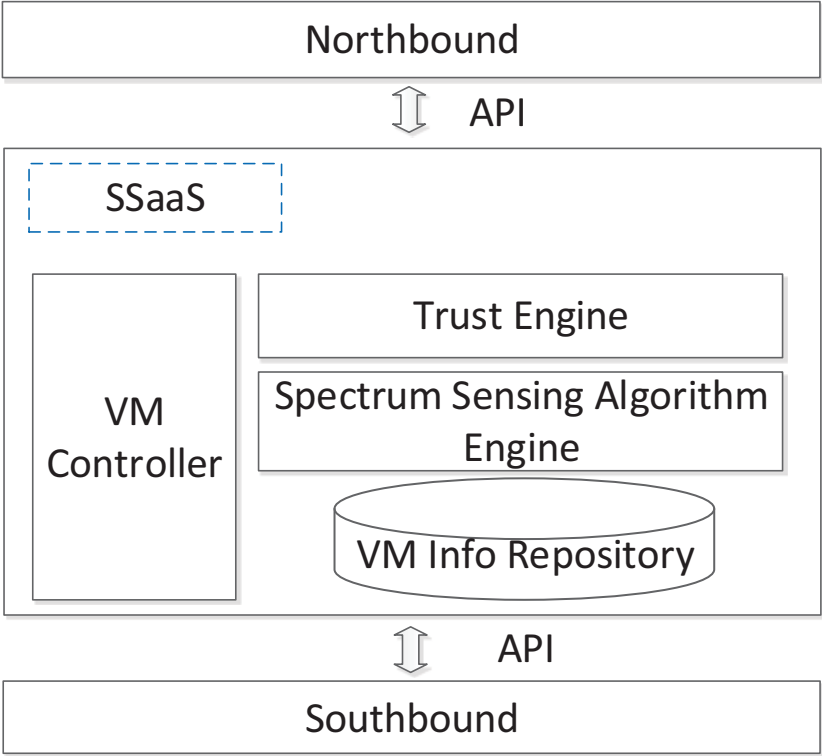 Northbound
API
SSaaS
VM
Controller
Trust Engine
Spectrum Sensing Algorithm
Engine
VM Info Repository
API
Southbound